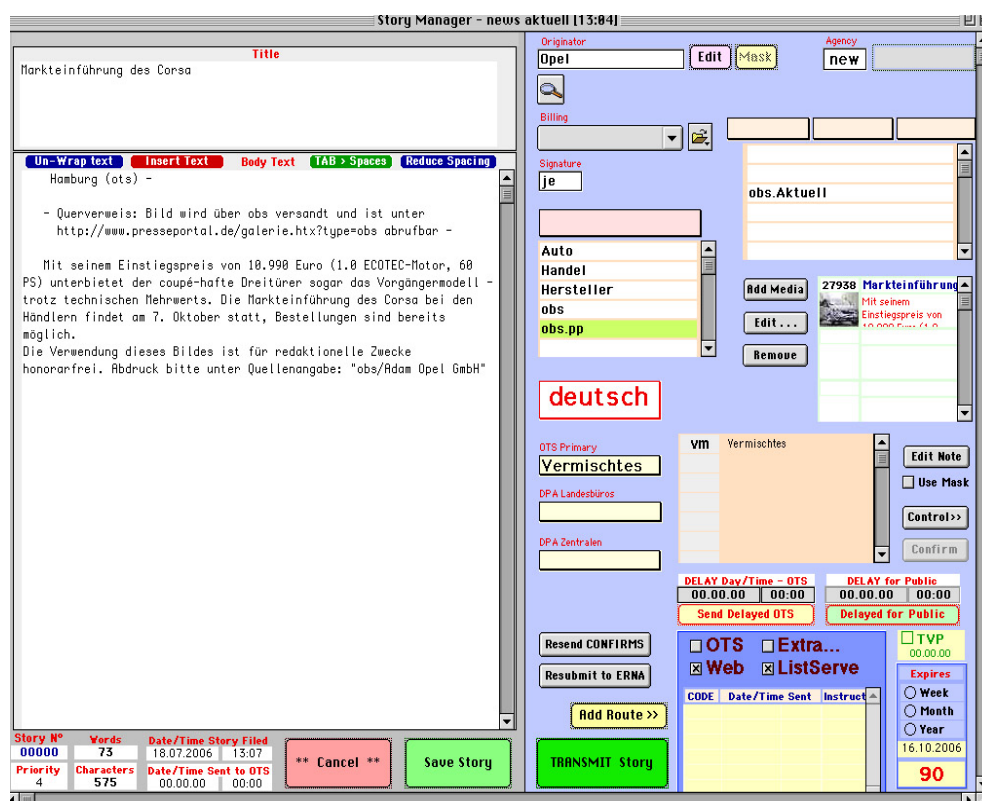 Story Manager - news aktuell [13:04]
Title
Markteinführung des Corsa
Un-Wrap text
Insert Text
Body Text
TAB > Spaces
Reduce Spacing
Hamburg (ots) -
- Querverweis: Bild wird über obs versandt und ist unter
http://www.presseportal.de/galerie.htx?type=obs abrufbar -
Mit seinem Einstiegspreis von 10.990 Euro (1.0 ECOTEC-Motor, 60
PS) unterbietet der coupé-hafte Dreitürer sogar das Vorgängermodell -
trotz technischen Mehrwerts. Die Markteinführung des Corsa bei den
Händlern findet am 7. Oktober statt, Bestellungen sind bereits
möglich.
Die Verwendung dieses Bildes ist für redaktionelle Zwecke
honorarfrei. Abdruck bitte unter Quellenangabe: "obs/Adam Opel GmbH"
Story Nº
00000
Words
73
Date/Time Story Filed
18.07.2006
13:07
Priority
4
Characters
575
Date/Time Sent to OTS
00.00.00
00:00
** Cancel **
Save Story
Originator
Opel
Edit
Mask
Agency
new
Billing
Signature
je
obs.Aktuell
Auto
Handel
Hersteller
obs
obs.pp
Add Media
Edit...
Remove
27938
Markteinführung
Mit seinem
Einstiegspreis von
10.990 Euro (1.0
deutsch
OTS Primary
Vermischtes
DPA Landesbüros
DPA Zentralen
vm
Vermischtes
Edit Note
Use Mask
Control>>
Confirm
DELAY Day/Time - OTS
00.00.00
00:00
Send Delayed OTS
DELAY for Public
00.00.00
00:00
Delayed for Public
Resend CONFIRMS
Resubmit to ERNA
Add Route >>
TRANSMIT Story
OTS
Extra...
Web
ListServe
CODE
Date/Time Sent
Instruct
TVP
00.00.00
Expires
Week
Month
Year
16.10.2006
90